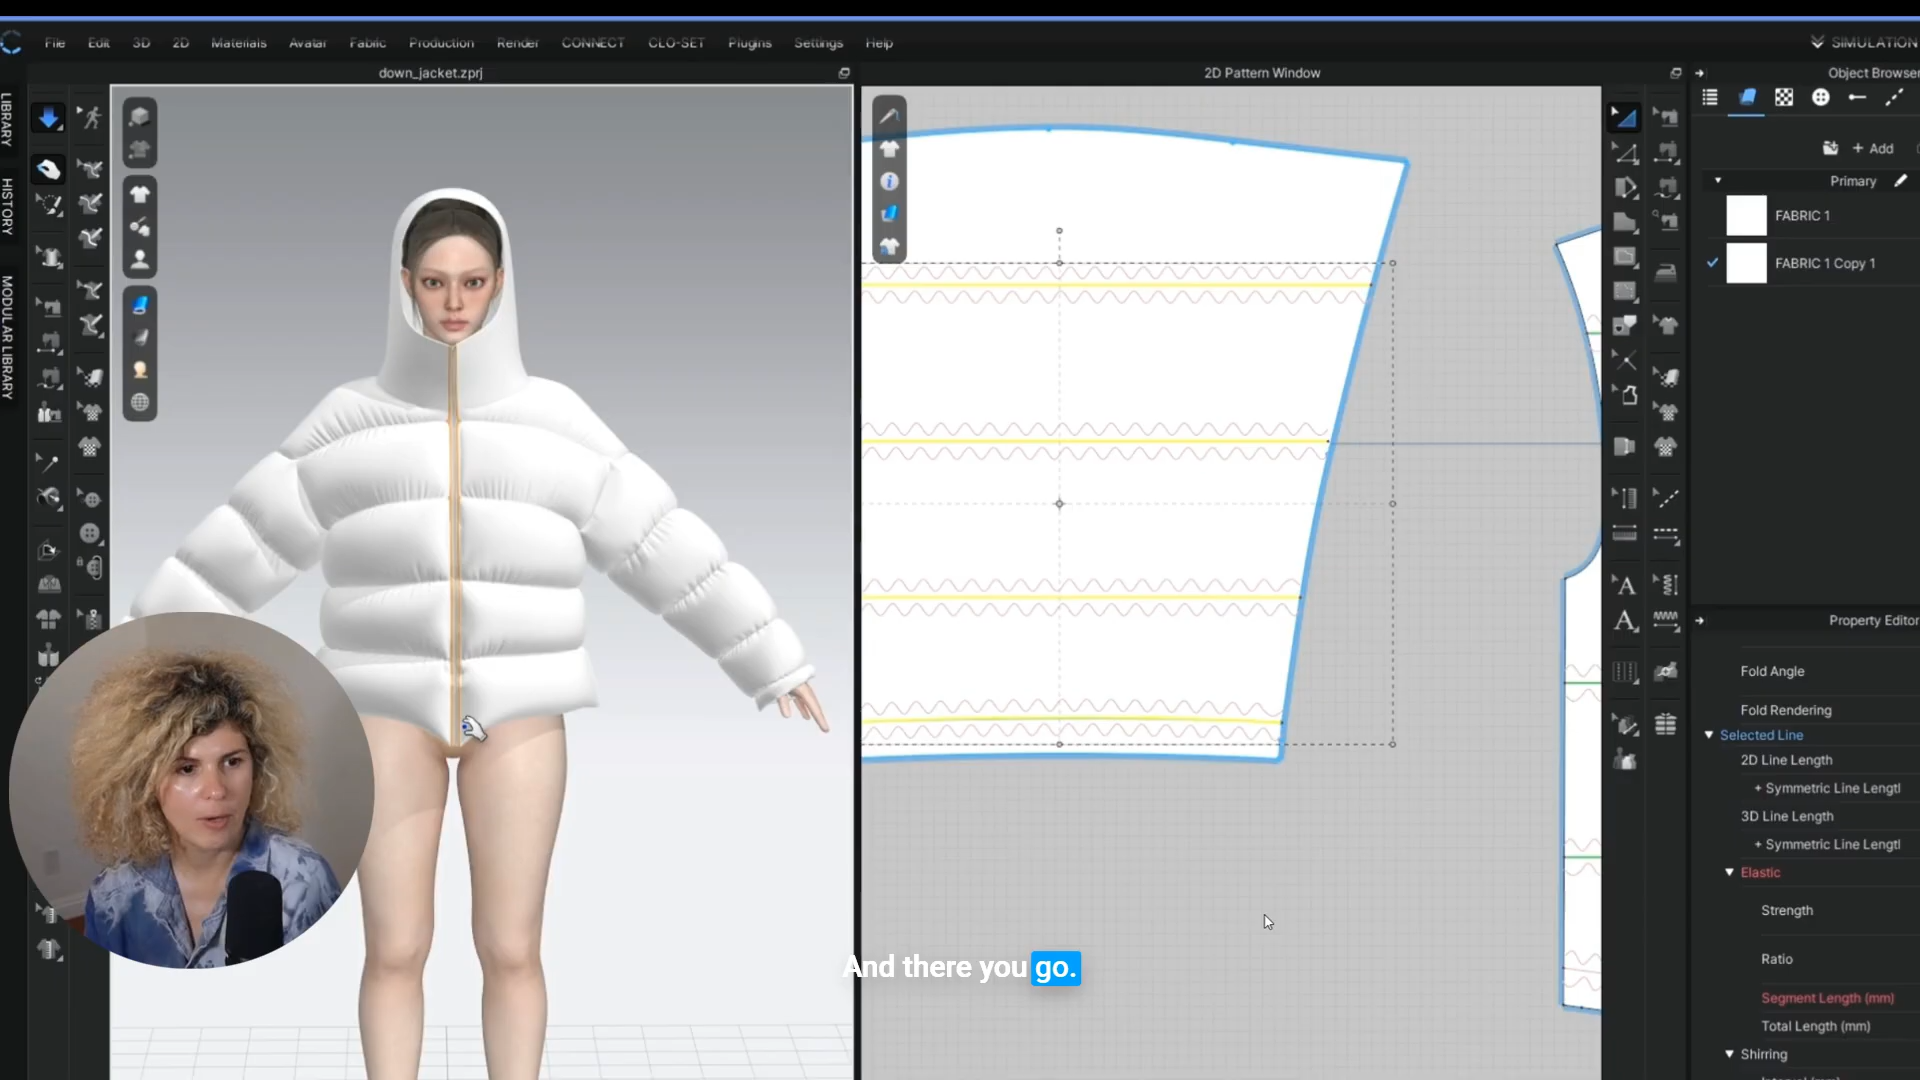 File Edit 3D 2D Materials Avatar Fabric Production Render CONNECT CLO-SET Plugins Settings Help
SIMULATION
down_jacket.zprj
2D Pattern Window
Object Browser
LIBRARY
HISTORY
MODULAR LIBRARY
+ Add
Primary
FABRIC 1
FABRIC 1 Copy 1
A
A
Property Editor
Fold Angle
Fold Rendering
Selected Line
2D Line Length
+ Symmetric Line Lengtl
3D Line Length
+ Symmetric Line Lengtl
Elastic
Strength
Ratio
Segment Length (mm)
Total Length (mm)
Shirring
And there you go.